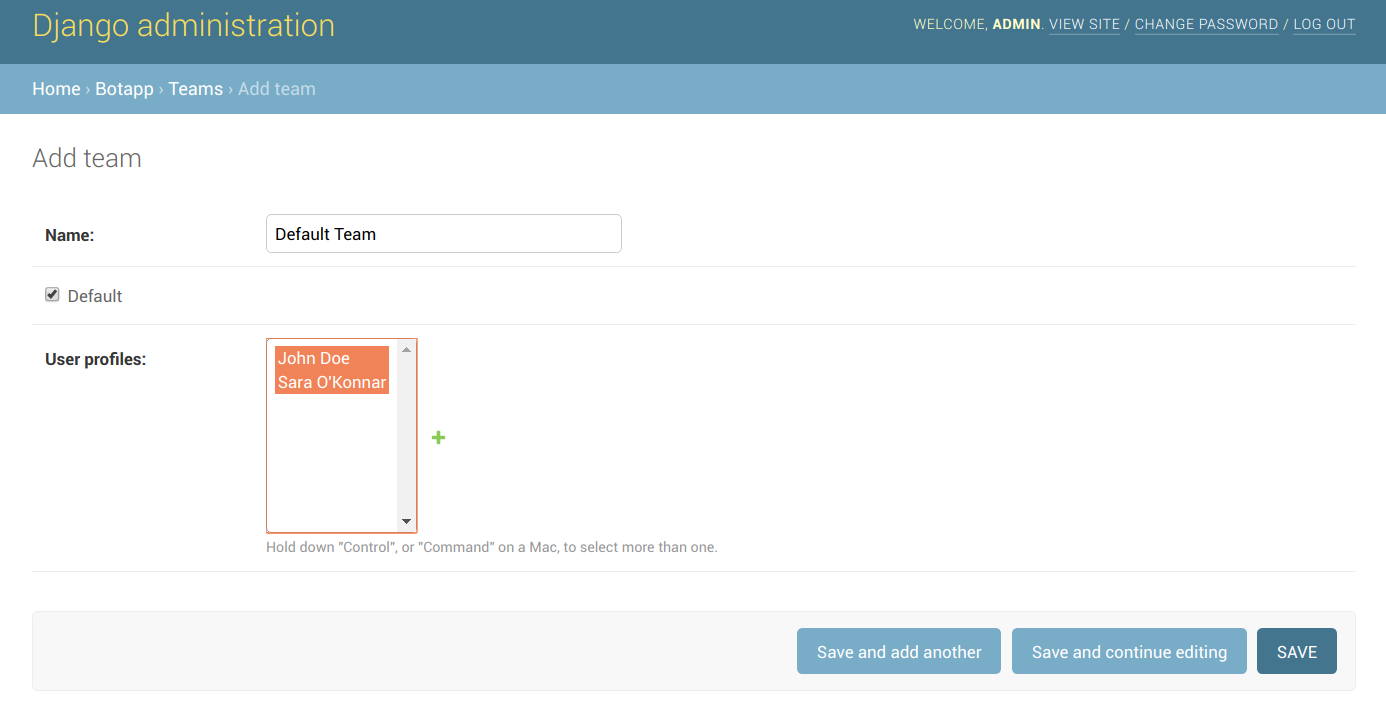 Django administration
WELCOME, ADMIN. VIEW SITE / CHANGE PASSWORD / LOG OUT
Home › Botapp › Teams › Add team
Add team
Name: Default Team
Default
User profiles: John Doe
Sara O'Konnar
Hold down "Control", or "Command" on a Mac, to select more than one.
Save and add another Save and continue editing SAVE